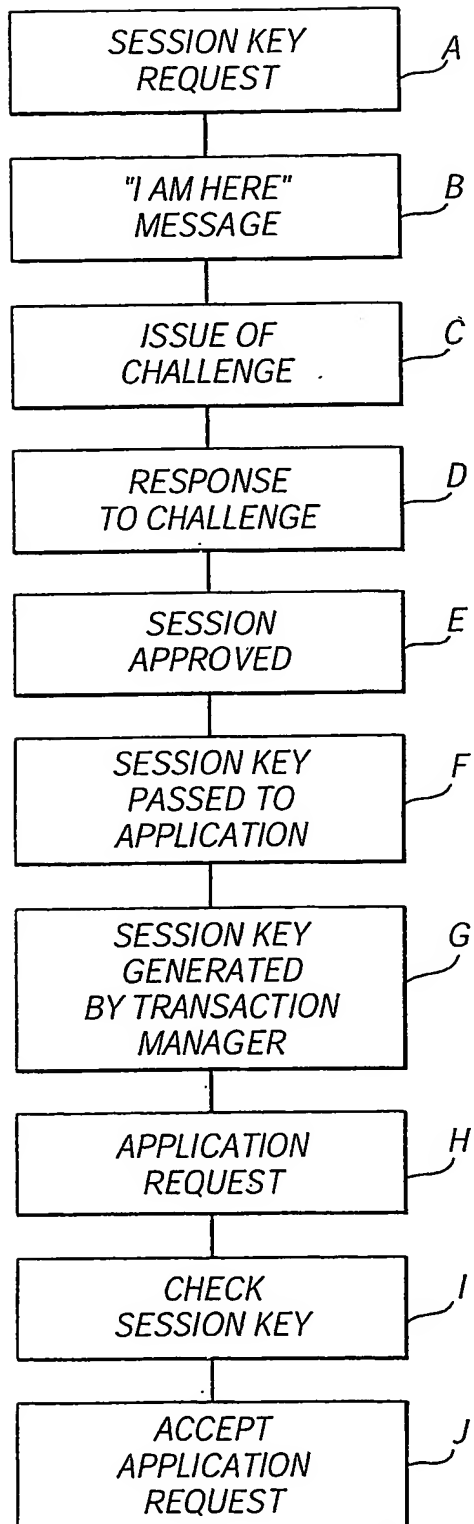 SESSION KEY
REQUEST
A
"I AM HERE"
MESSAGE
B
ISSUE OF
CHALLENGE
C
RESPONSE
TO CHALLENGE
D
SESSION
APPROVED
E
SESSION KEY
PASSED TO
APPLICATION
F
SESSION KEY
GENERATED
BY TRANSACTION
MANAGER
G
APPLICATION
REQUEST
H
CHECK
SESSION KEY
I
ACCEPT
APPLICATION
REQUEST
J